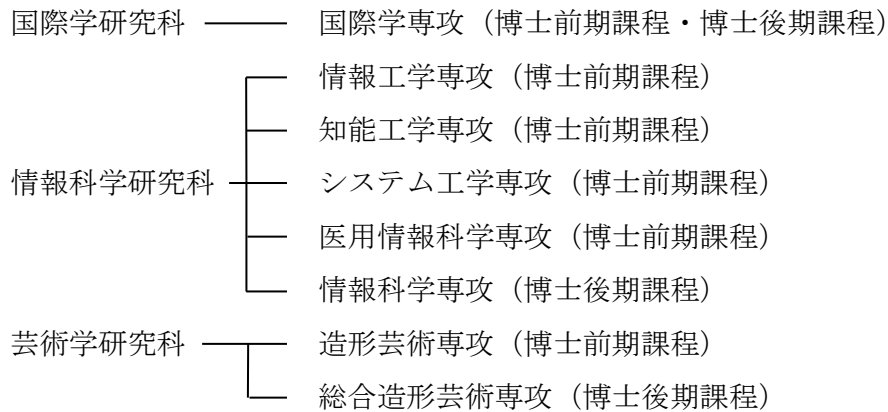 国際学研究科 国際学専攻（博士前期課程・博士後期課程）
情報工学専攻（博士前期課程）
知能工学専攻（博士前期課程）
情報科学研究科 システム工学専攻（博士前期課程）
医用情報科学専攻（博士前期課程）
情報科学専攻（博士後期課程）
芸術学研究科 造形芸術専攻（博士前期課程）
総合造形芸術専攻（博士後期課程）